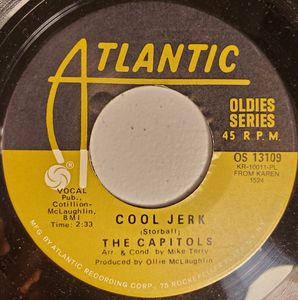 ATLANTIC
OLDIES
SERIES
45 R.P.M.
OS 13109
KR-10011-PL
FROM KAREN
1524
VOCAL
Pub.,
Cotillion-
McLaughlin,
BMI
Time: 2:33
COOL JERK
(Storball)
THE CAPITOLS
Arr. & Cond. by Mike Terry
Produced by Ollie McLaughlin
MFG. BY ATLANTIC RECORDING CORP., 75 ROCKEFELLER